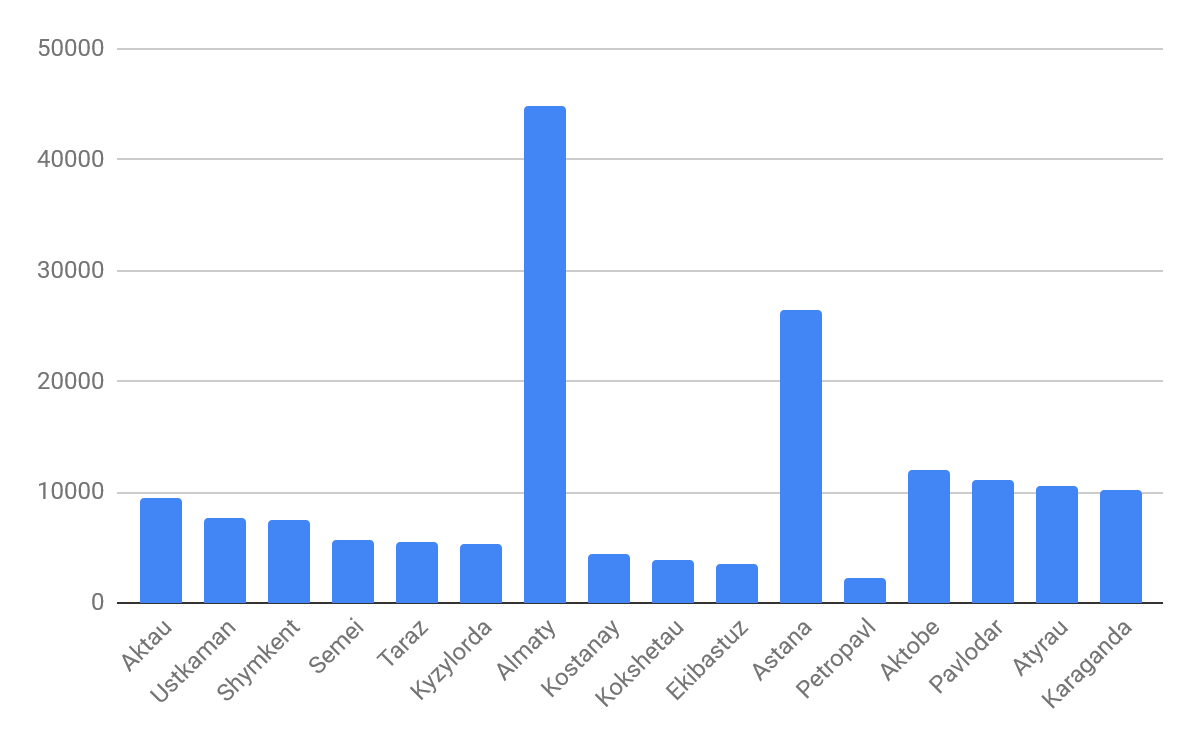 50000
40000
30000
20000
10000
0
Aktau
Ustkaman
Shymkent
Semei
Taraz
Kyzylorda
Almaty
Kostanay
Kokshetau
Ekibastuz
Astana
Petropavl
Aktobe
Pavlodar
Atyrau
Karaganda